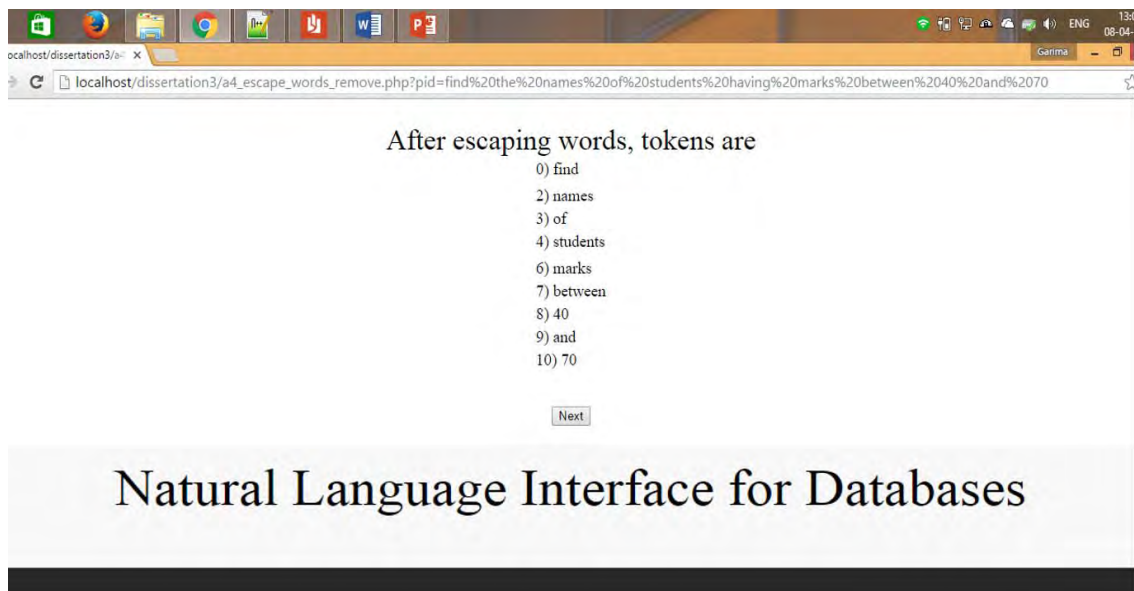 W
P
ENG
13:0
08-04-
ocalhost/dissertation3/a4
Garima
localhost/dissertation3/a4_escape_words_remove.php?pid=find%20the%20names%20of%20students%20having%20marks%20between%2040%20and%2070
After escaping words, tokens are
0) find
2) names
3) of
4) students
6) marks
7) between
8) 40
9) and
10) 70
Next
Natural Language Interface for Databases